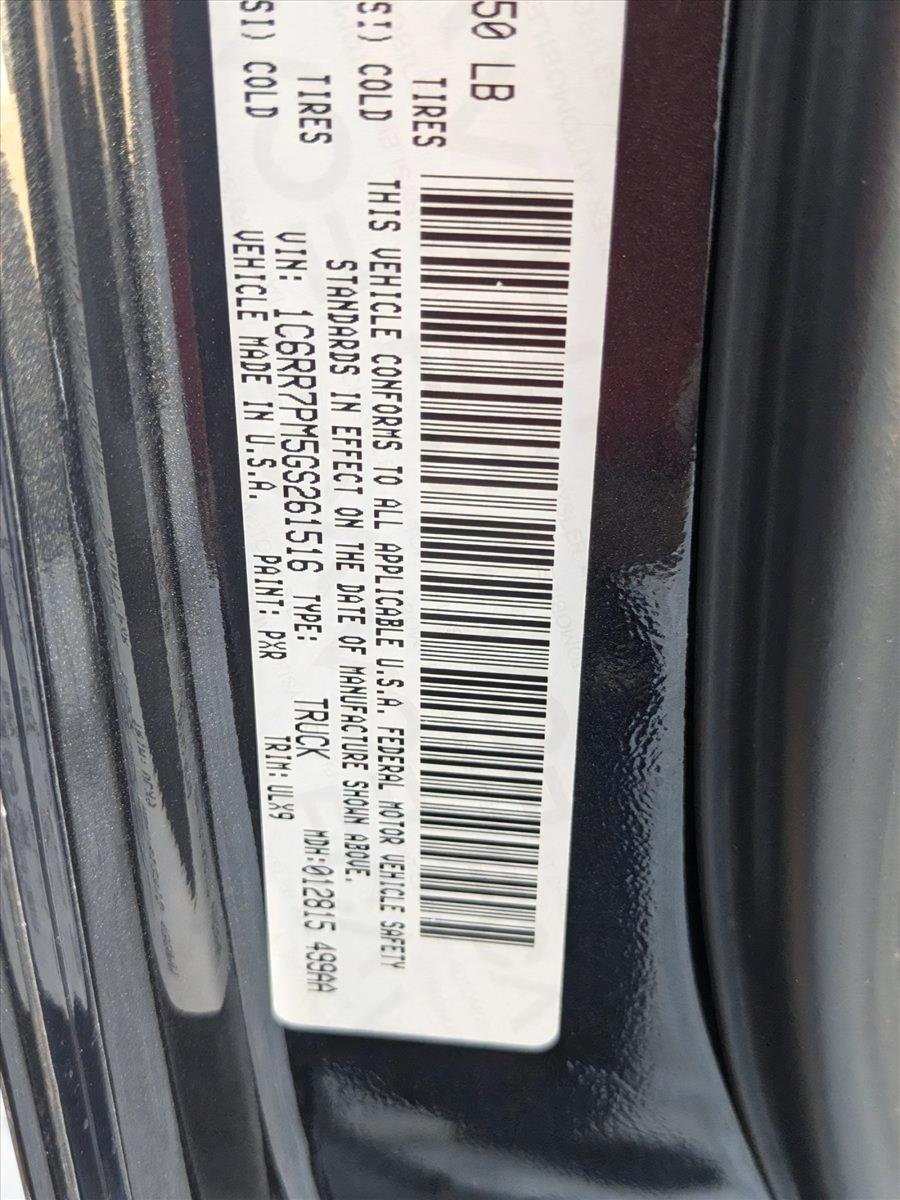 50 LB
TIRES
SI) COLD
TIRES
SI) COLD
THIS VEHICLE CONFORMS TO ALL APPLICABLE U.S.A. FEDERAL MOTOR VEHICLE SAFETY
STANDARDS IN EFFECT ON THE DATE OF MANUFACTURE SHOWN ABOVE.
VIN: 1C6RR7PM5GS261516 TYPE: TRUCK MDH:012815 499AA
VEHICLE MADE IN U.S.A. PAINT: PXR TRIM:ULX9